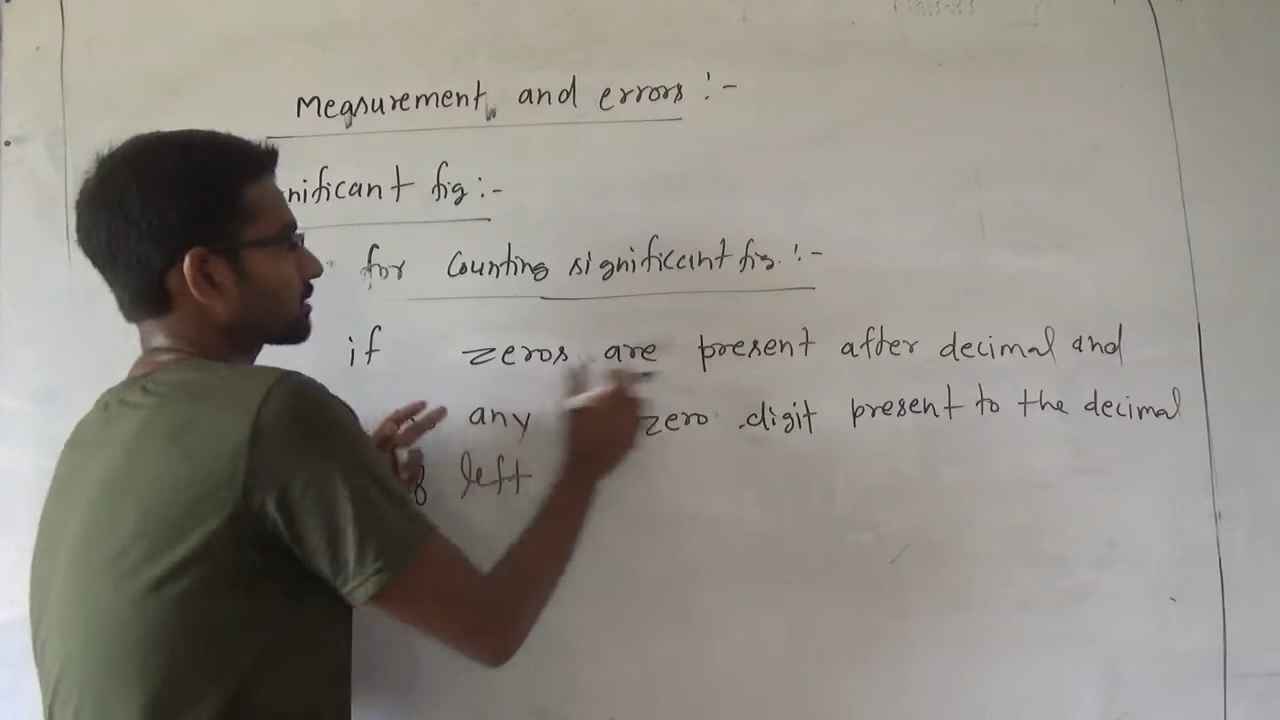 Measurement and errors :-
nificant fig :-
for counting significant fig. :-
if zeros are present after decimal and
any zero digit present to the decimal
left